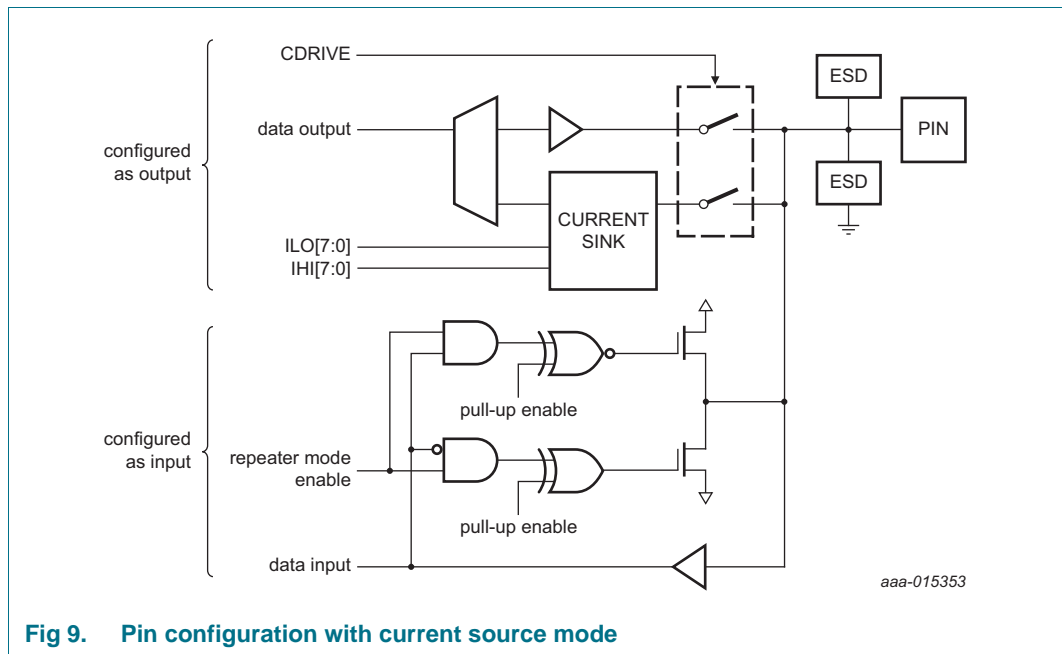 CDRIVE
ESD
data output
PIN
configured
as output
ESD
CURRENT
SINK
ILO[7:0]
IHI[7:0]
pull-up enable
configured
as input
repeater mode
enable
pull-up enable
data input
aaa-015353
Fig 9. Pin configuration with current source mode